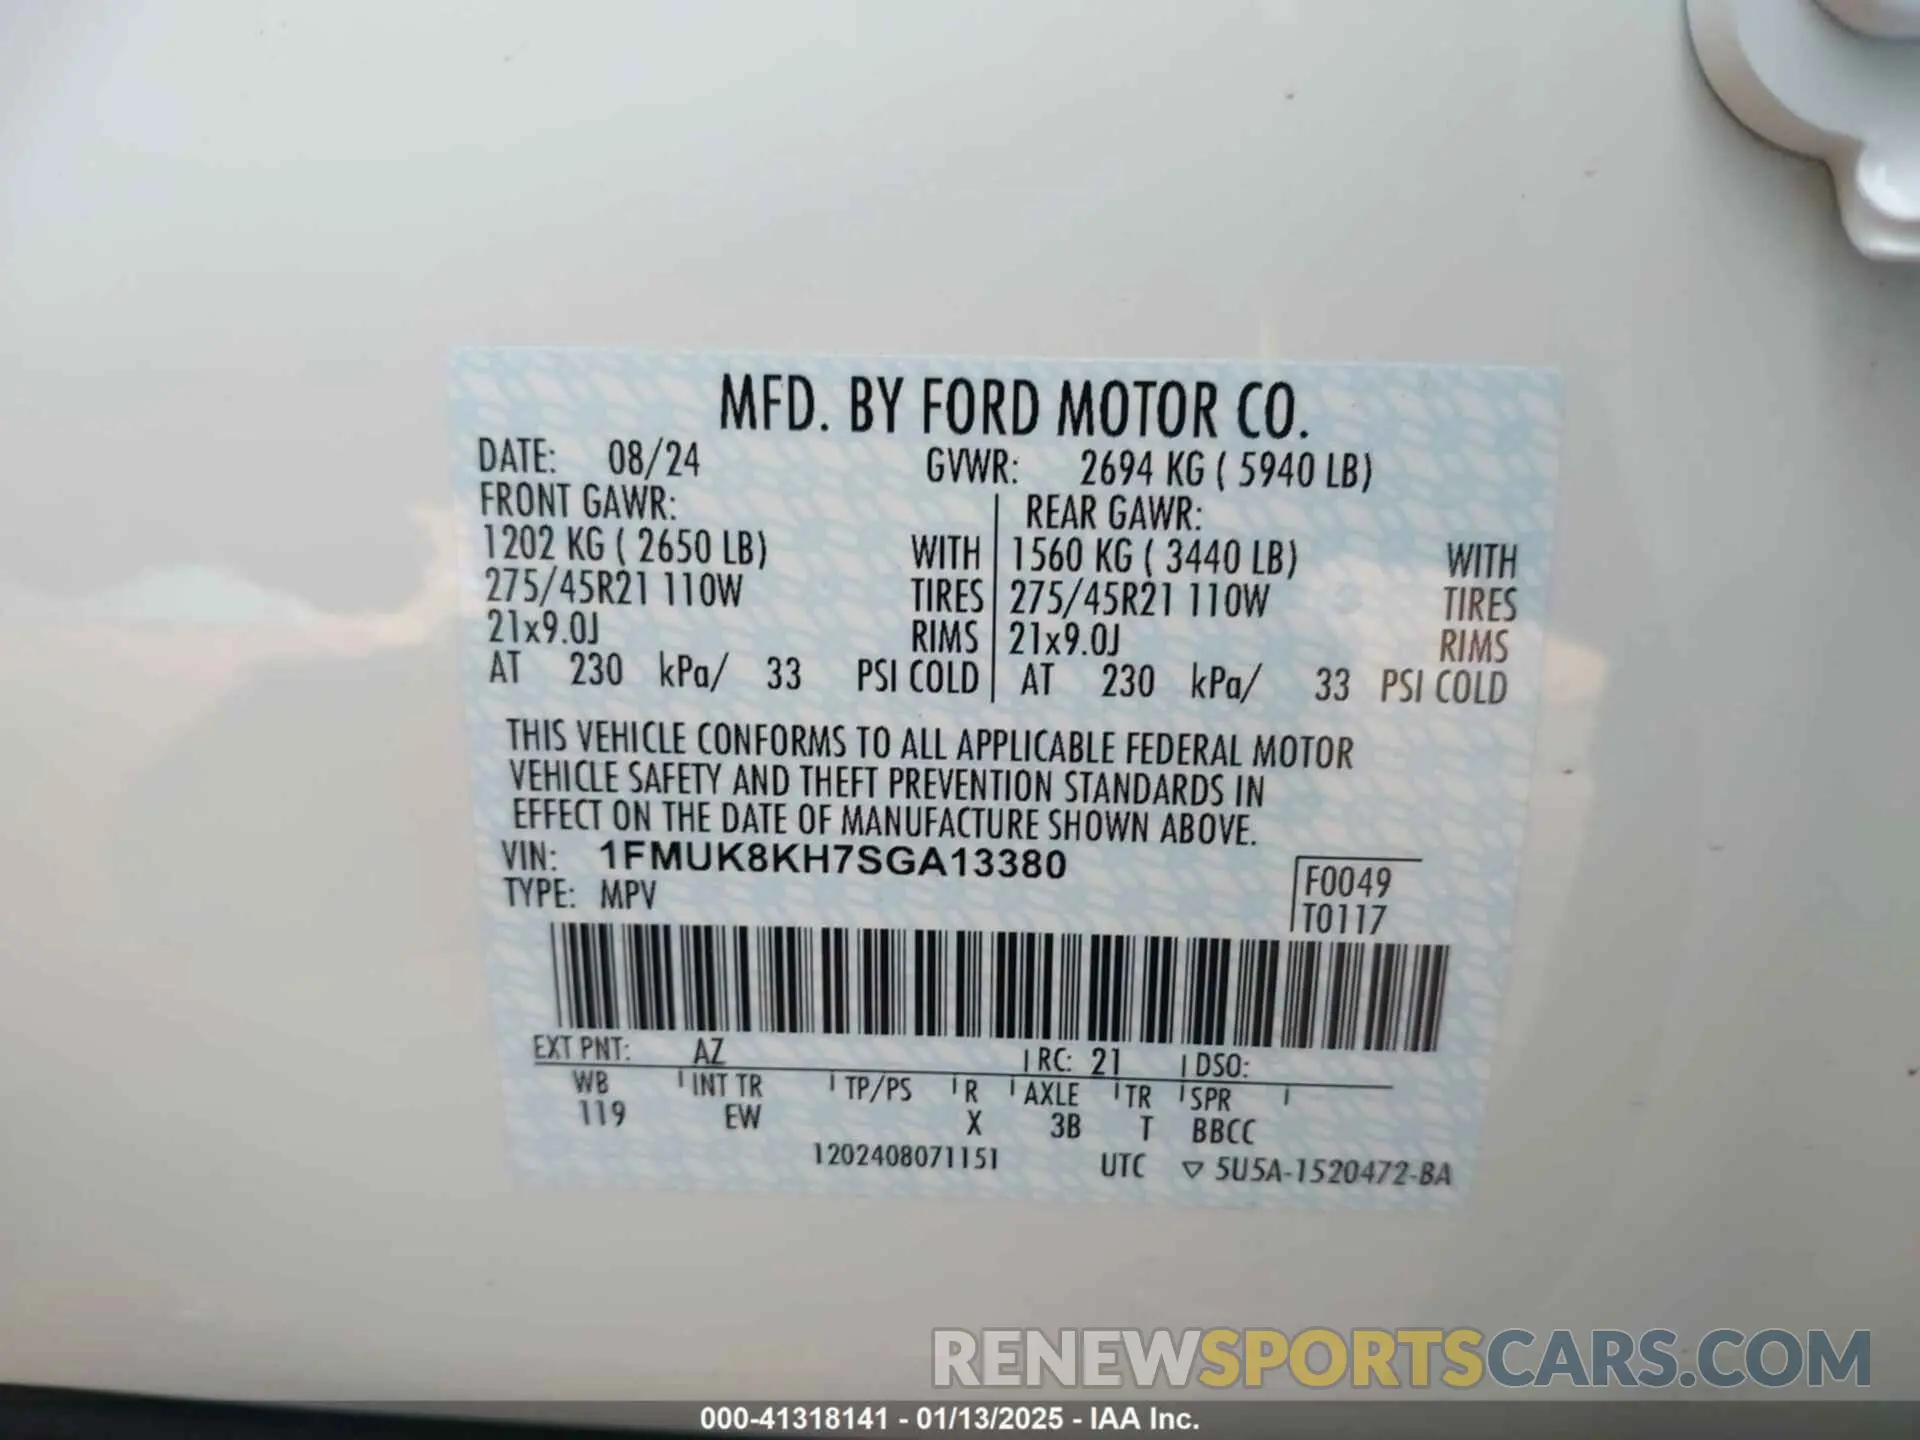 MFD. BY FORD MOTOR CO.
DATE: 08/24 GVWR: 2694 KG ( 5940 LB)
FRONT GAWR: REAR GAWR:
1202 KG ( 2650 LB) WITH 1560 KG ( 3440 LB) WITH
275/45R21 110W TIRES 275/45R21 110W TIRES
21x9.0J RIMS 21x9.0J RIMS
AT 230 kPa/ 33 PSI COLD AT 230 kPa/ 33 PSI COLD
THIS VEHICLE CONFORMS TO ALL APPLICABLE FEDERAL MOTOR
VEHICLE SAFETY AND THEFT PREVENTION STANDARDS IN
EFFECT ON THE DATE OF MANUFACTURE SHOWN ABOVE.
VIN: 1FMUK8KH7SGA13380
TYPE: MPV
F0049
T0117
EXT PNT: AZ RC: 21 DSO:
WB INT TR TP/PS R AXLE TR SPR
119 EW X 3B T BBCC
1202408071151 UTC ▽ 5U5A-1520472-BA
RENEWSPORTSCARS.COM
000-41318141 - 01/13/2025 - IAA Inc.